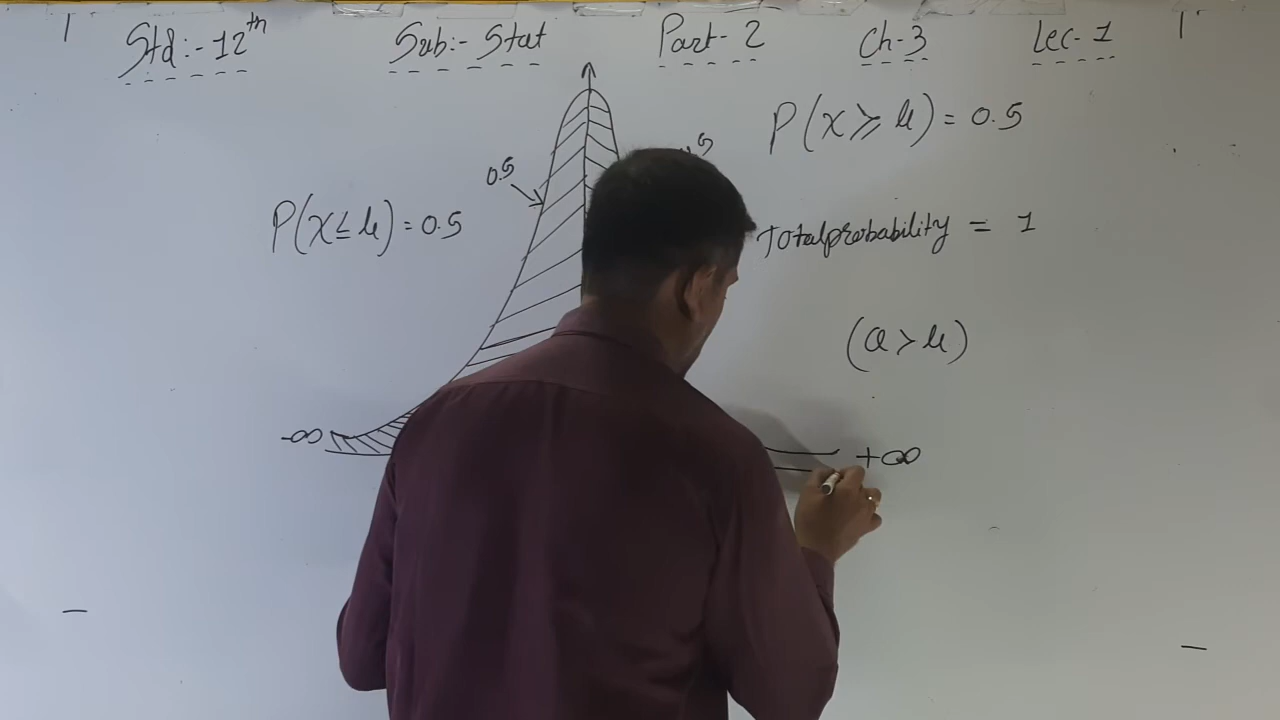 Std:- 12th Sub:- Stat Part- 2 Ch-3 Lec- 1
P(x ≥ μ) = 0.5
0.5
P(x ≤ μ) = 0.5
Total probability = 1
(a > μ)
-∞ +∞